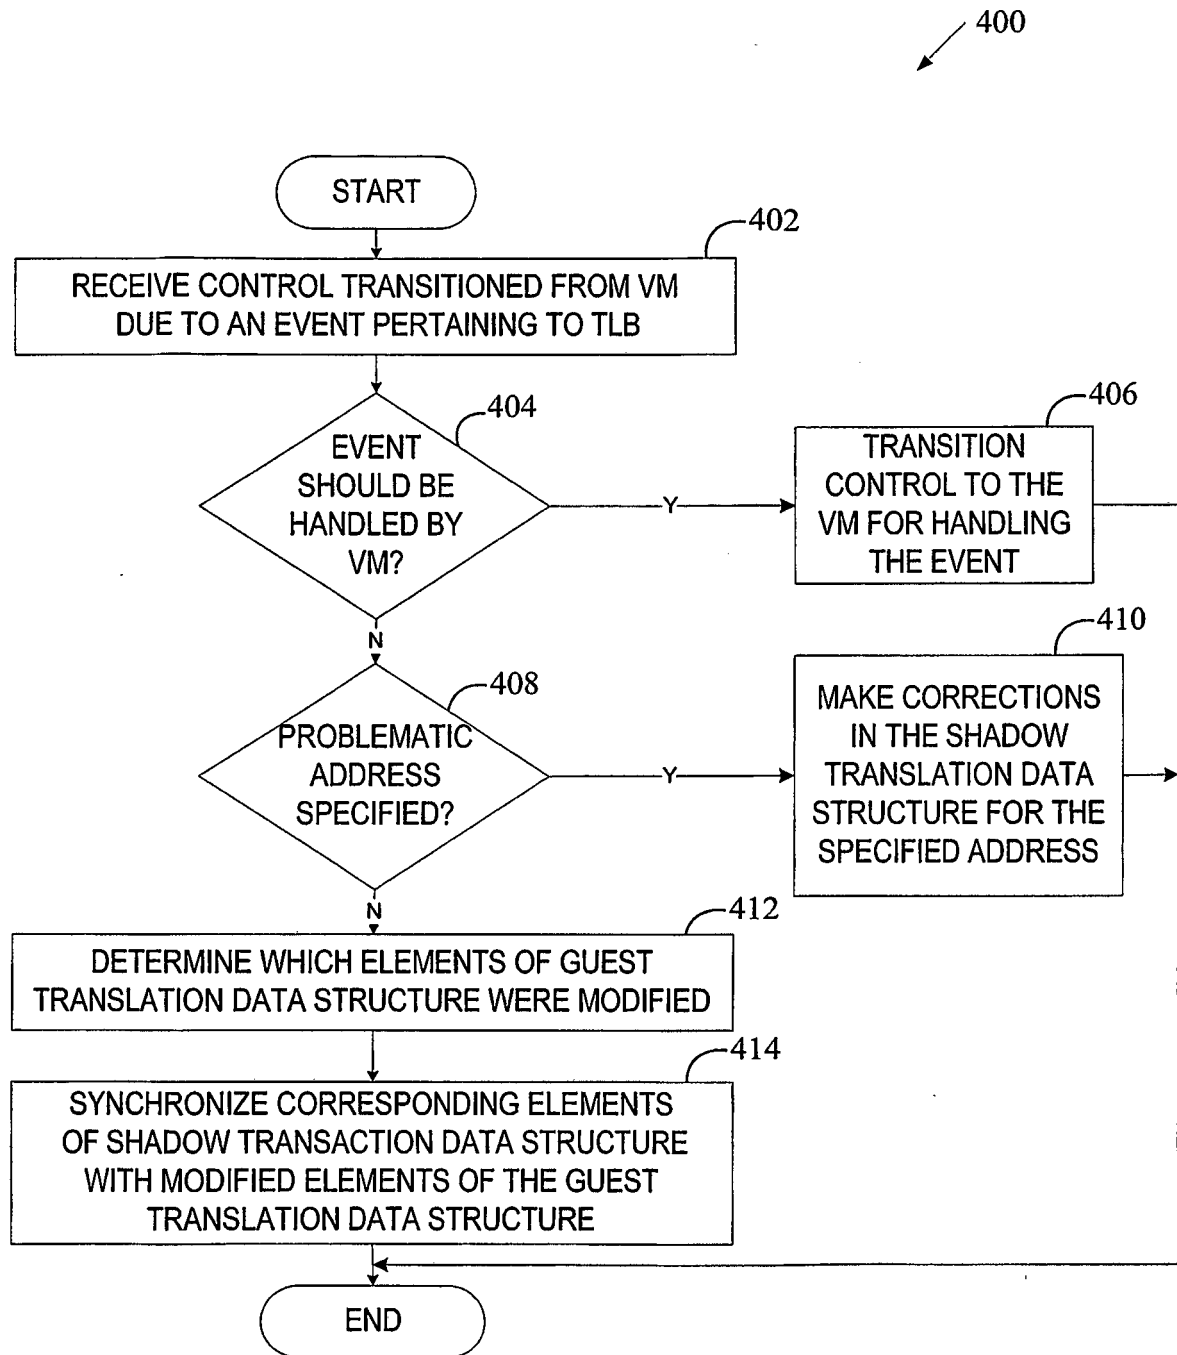 400
START
402
RECEIVE CONTROL TRANSITIONED FROM VM
DUE TO AN EVENT PERTAINING TO TLB
404
EVENT
SHOULD BE
HANDLED BY
VM?
Y
406
TRANSITION
CONTROL TO THE
VM FOR HANDLING
THE EVENT
N
408
PROBLEMATIC
ADDRESS
SPECIFIED?
Y
410
MAKE CORRECTIONS
IN THE SHADOW
TRANSLATION DATA
STRUCTURE FOR THE
SPECIFIED ADDRESS
N
412
DETERMINE WHICH ELEMENTS OF GUEST
TRANSLATION DATA STRUCTURE WERE MODIFIED
414
SYNCHRONIZE CORRESPONDING ELEMENTS
OF SHADOW TRANSACTION DATA STRUCTURE
WITH MODIFIED ELEMENTS OF THE GUEST
TRANSLATION DATA STRUCTURE
END